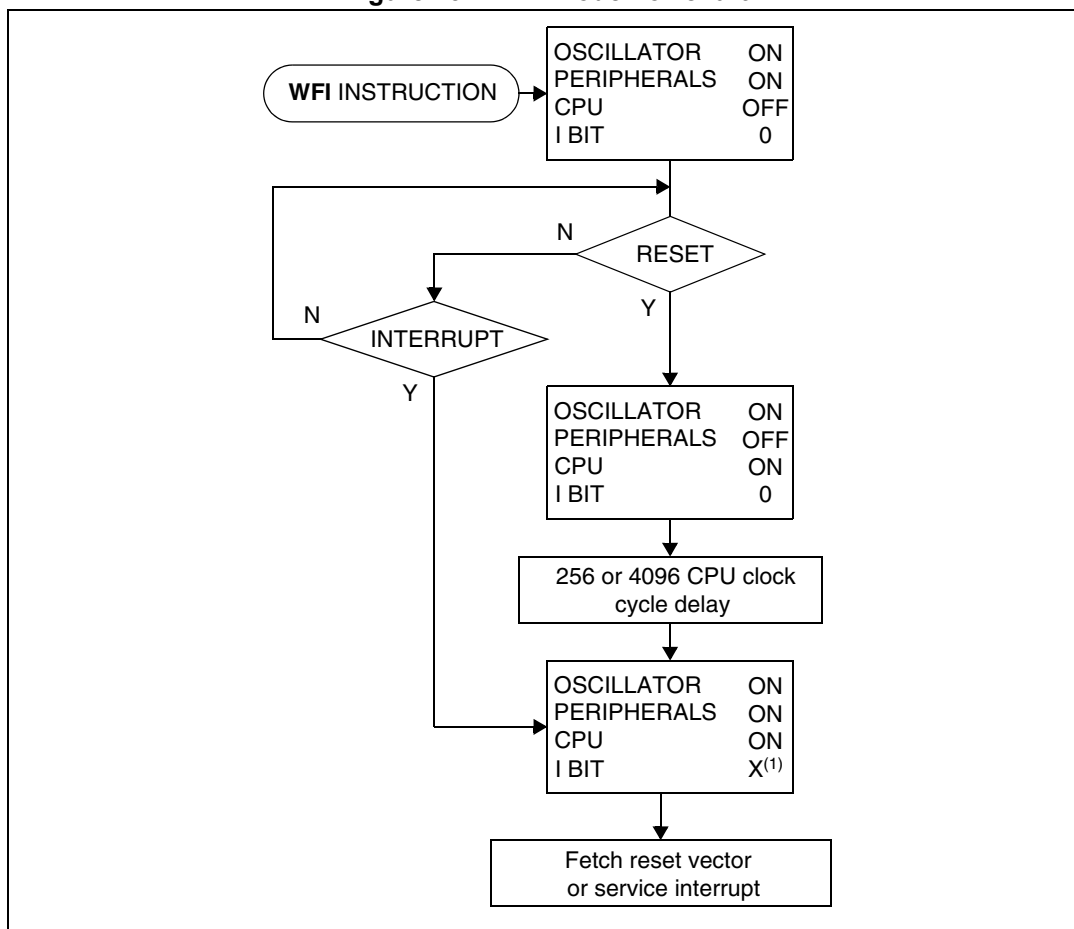 WFI INSTRUCTION
OSCILLATOR ON
PERIPHERALS ON
CPU OFF
I BIT 0
N
RESET
Y
N
INTERRUPT
Y
OSCILLATOR ON
PERIPHERALS OFF
CPU ON
I BIT 0
256 or 4096 CPU clock
cycle delay
OSCILLATOR ON
PERIPHERALS ON
CPU ON
I BIT X(1)
Fetch reset vector
or service interrupt